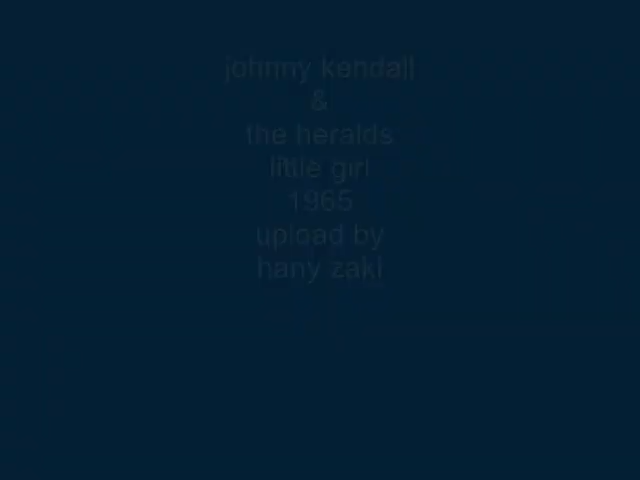 johnny kendall
&
the heralds
little girl
1965
upload by
hany zaki